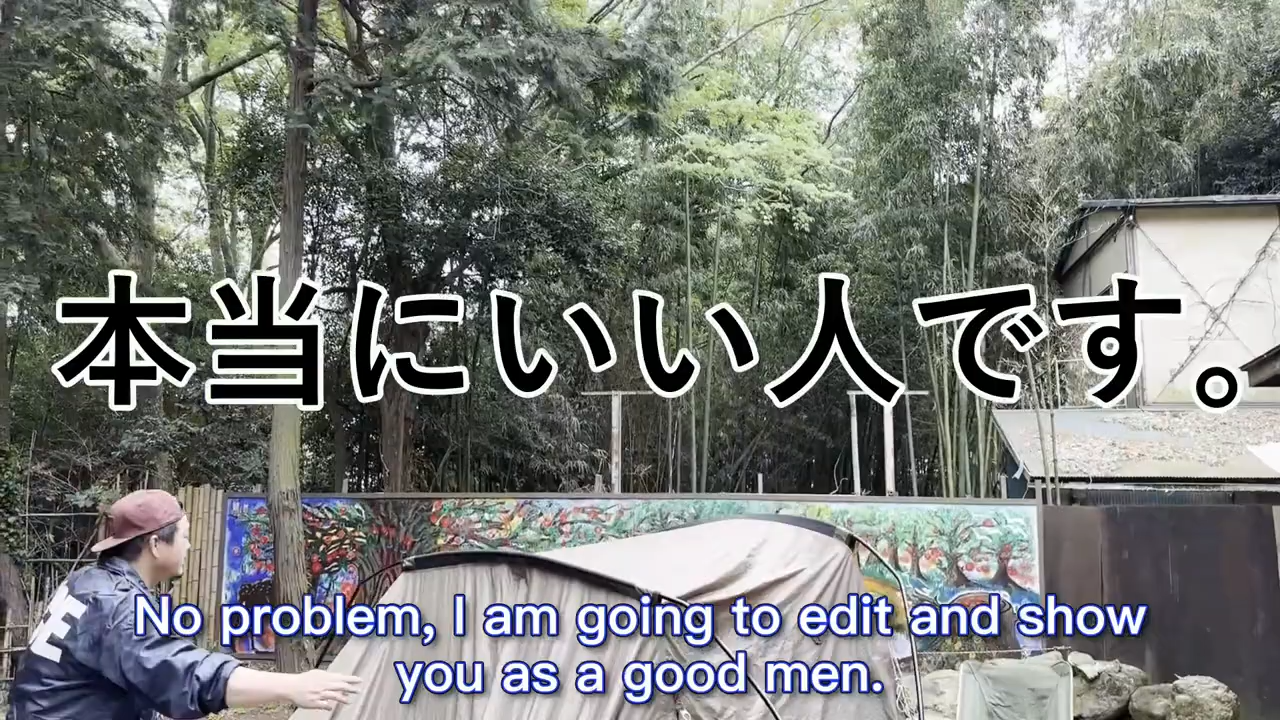 本当にいい人です。
No problem, I am going to edit and show
you as a good men.